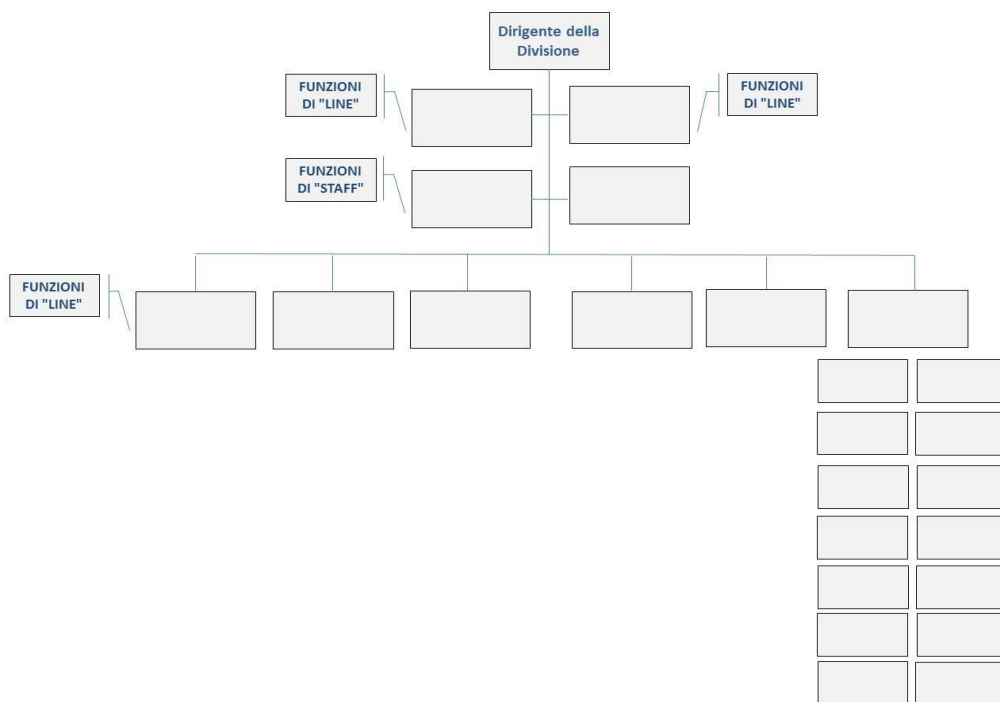 Dirigente della
Divisione
FUNZIONI
DI "LINE"
FUNZIONI
DI "LINE"
FUNZIONI
DI "STAFF"
FUNZIONI
DI "LINE"